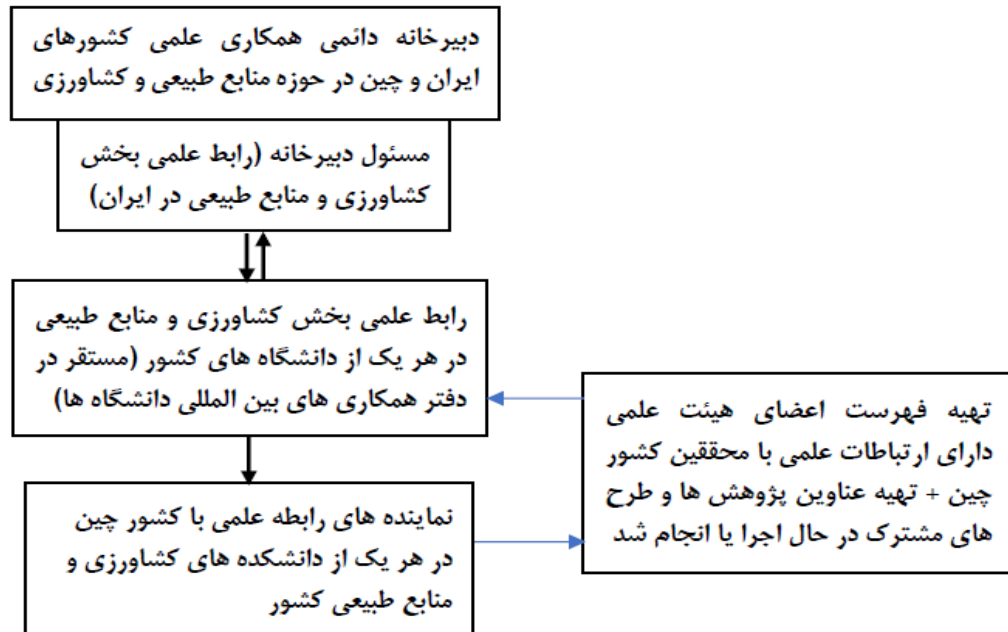 دبیرخانه دائمی همکاری علمی کشورهای
ایران و چین در حوزه منابع طبیعی و کشاورزی
مسئول دبیرخانه (رابط علمی بخش
کشاورزی و منابع طبیعی در ایران)
رابط علمی بخش کشاورزی و منابع طبیعی
در هر یک از دانشگاه های کشور (مستقر در
دفتر همکاری های بین المللی دانشگاه ها)
تهیه فهرست اعضای هیئت علمی
دارای ارتباطات علمی با محققین کشور
چین + تهیه عناوین پژوهش ها و طرح
های مشترک در حال اجرا یا انجام شد
نماینده های رابطه علمی با کشور چین
در هر یک از دانشکده های کشاورزی و
منابع طبیعی کشور